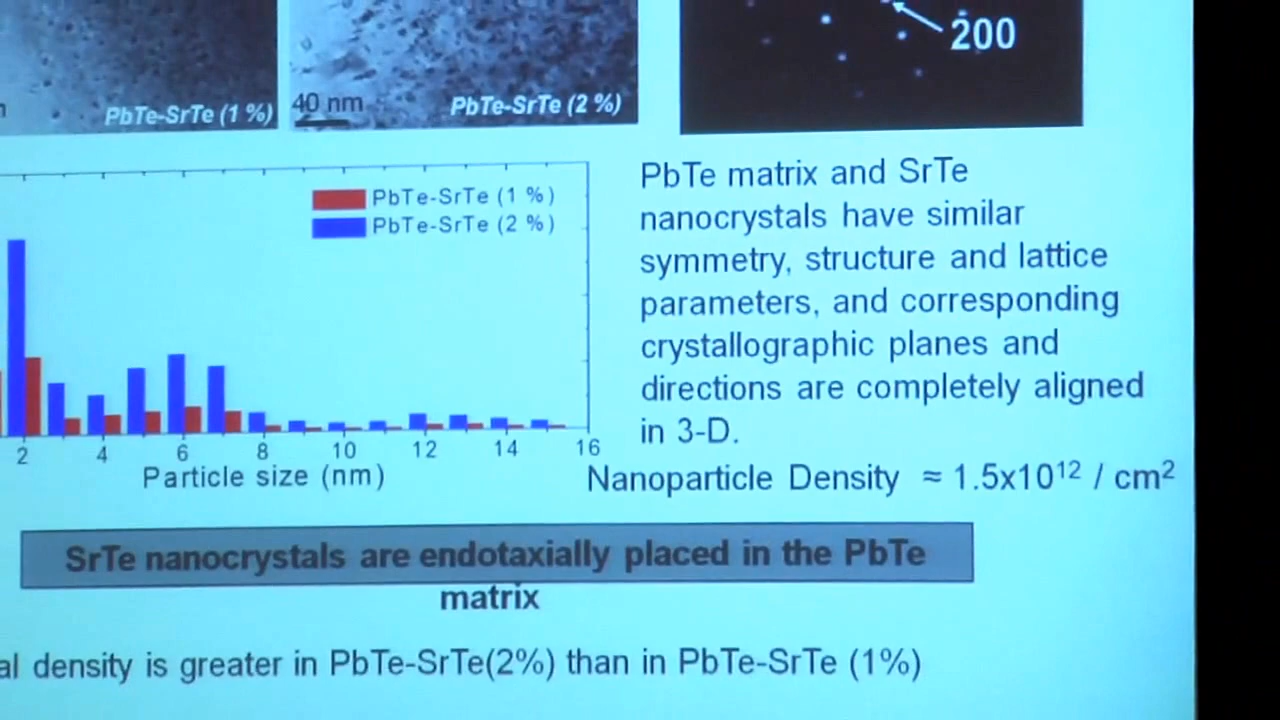 200
PbTe-SrTe (1 %)
40 nm
PbTe-SrTe (2 %)
PbTe-SrTe (1 %)
PbTe-SrTe (2 %)
2 4 6 8 10 12 14 16
Particle size (nm)
PbTe matrix and SrTe
nanocrystals have similar
symmetry, structure and lattice
parameters, and corresponding
crystallographic planes and
directions are completely aligned
in 3-D.
Nanoparticle Density ≈ 1.5x10¹² / cm²
SrTe nanocrystals are endotaxially placed in the PbTe
matrix
density is greater in PbTe-SrTe(2%) than in PbTe-SrTe (1%)